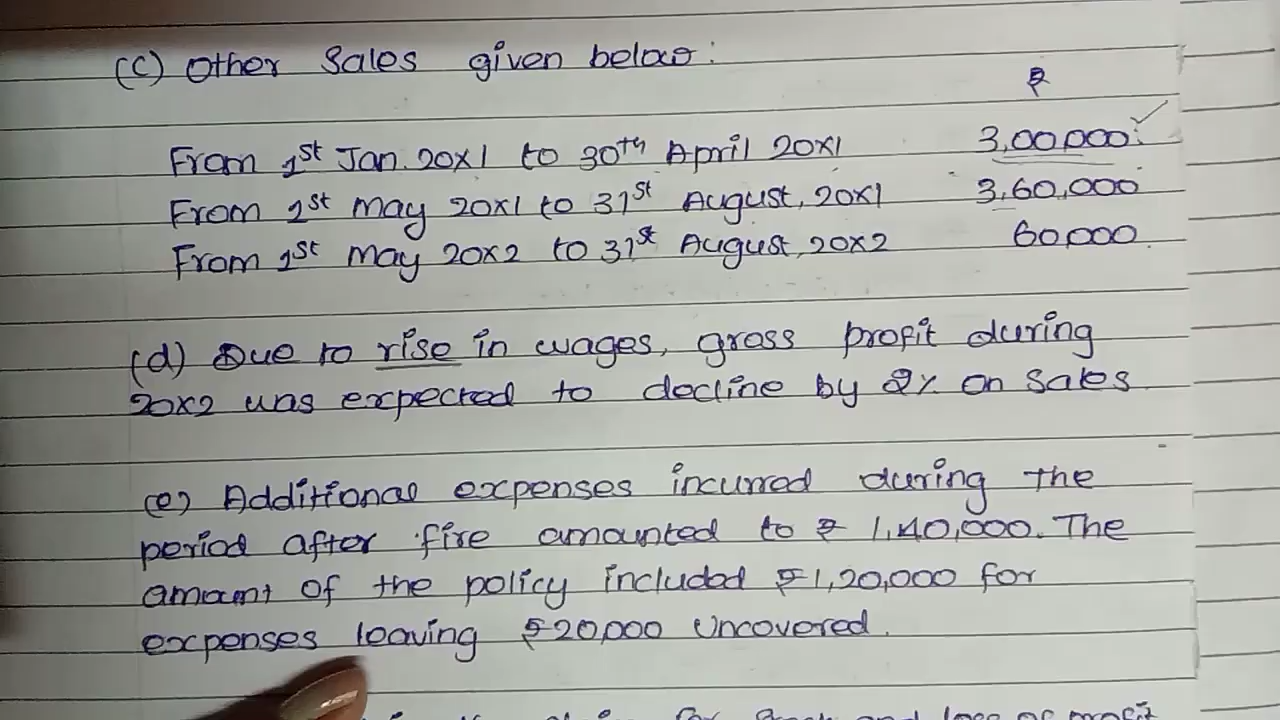 (c) Other Sales given below:
₹
From 1st Jan. 20x1 to 30th April 20x1 3,00,000
From 1st May 20x1 to 31st August, 20x1 3,60,000
From 1st May 20x2 to 31st August, 20x2 60000
(d) Due to rise in wages, gross profit during
20x2 was expected to decline by 2% on Sales
(e) Additional expenses incurred during the
period after fire amounted to ₹ 1,40,000. The
amount of the policy included ₹1,20,000 for
expenses leaving ₹20,000 Uncovered.
loss of profit